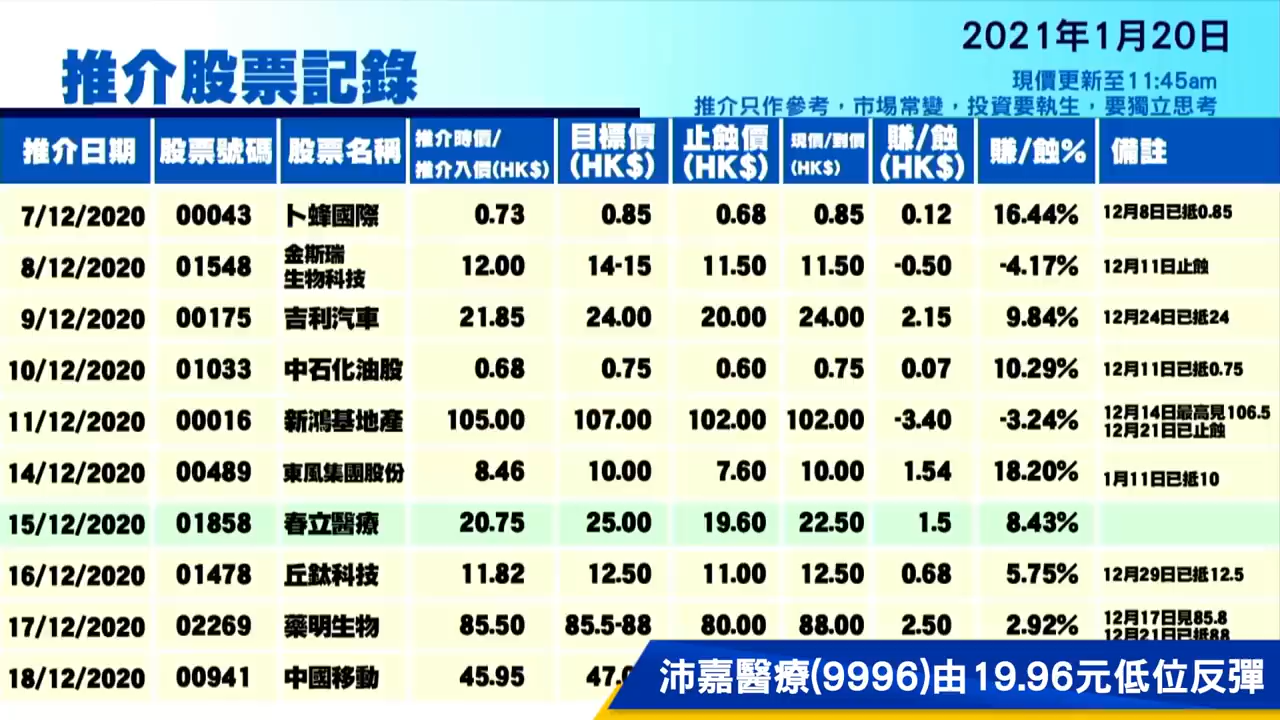 2021年1月20日
推介股票記錄
現價更新至11:45am
推介只作參考，市場常變，投資要執生，要獨立思考
推介日期 股票號碼 股票名稱 推介時價/推介入價(HK$) 目標價(HK$) 止蝕價(HK$) 現價/到價(HK$) 賺/蝕(HK$) 賺/蝕% 備註
7/12/2020 00043 卜蜂國際 0.73 0.85 0.68 0.85 0.12 16.44% 12月8日已抵0.85
8/12/2020 01548 金斯瑞生物科技 12.00 14-15 11.50 11.50 -0.50 -4.17% 12月11日止蝕
9/12/2020 00175 吉利汽車 21.85 24.00 20.00 24.00 2.15 9.84% 12月24日已抵24
10/12/2020 01033 中石化油股 0.68 0.75 0.60 0.75 0.07 10.29% 12月11日已抵0.75
11/12/2020 00016 新鴻基地產 105.00 107.00 102.00 102.00 -3.40 -3.24% 12月14日最高見106.5 12月21日已止蝕
14/12/2020 00489 東風集團股份 8.46 10.00 7.60 10.00 1.54 18.20% 1月11日已抵10
15/12/2020 01858 春立醫療 20.75 25.00 19.60 22.50 1.5 8.43%
16/12/2020 01478 丘鈦科技 11.82 12.50 11.00 12.50 0.68 5.75% 12月29日已抵12.5
17/12/2020 02269 藥明生物 85.50 85.5-88 80.00 88.00 2.50 2.92% 12月17日見85.8 12月21日已抵88
18/12/2020 00941 中國移動 45.95 47.0
沛嘉醫療(9996)由19.96元低位反彈